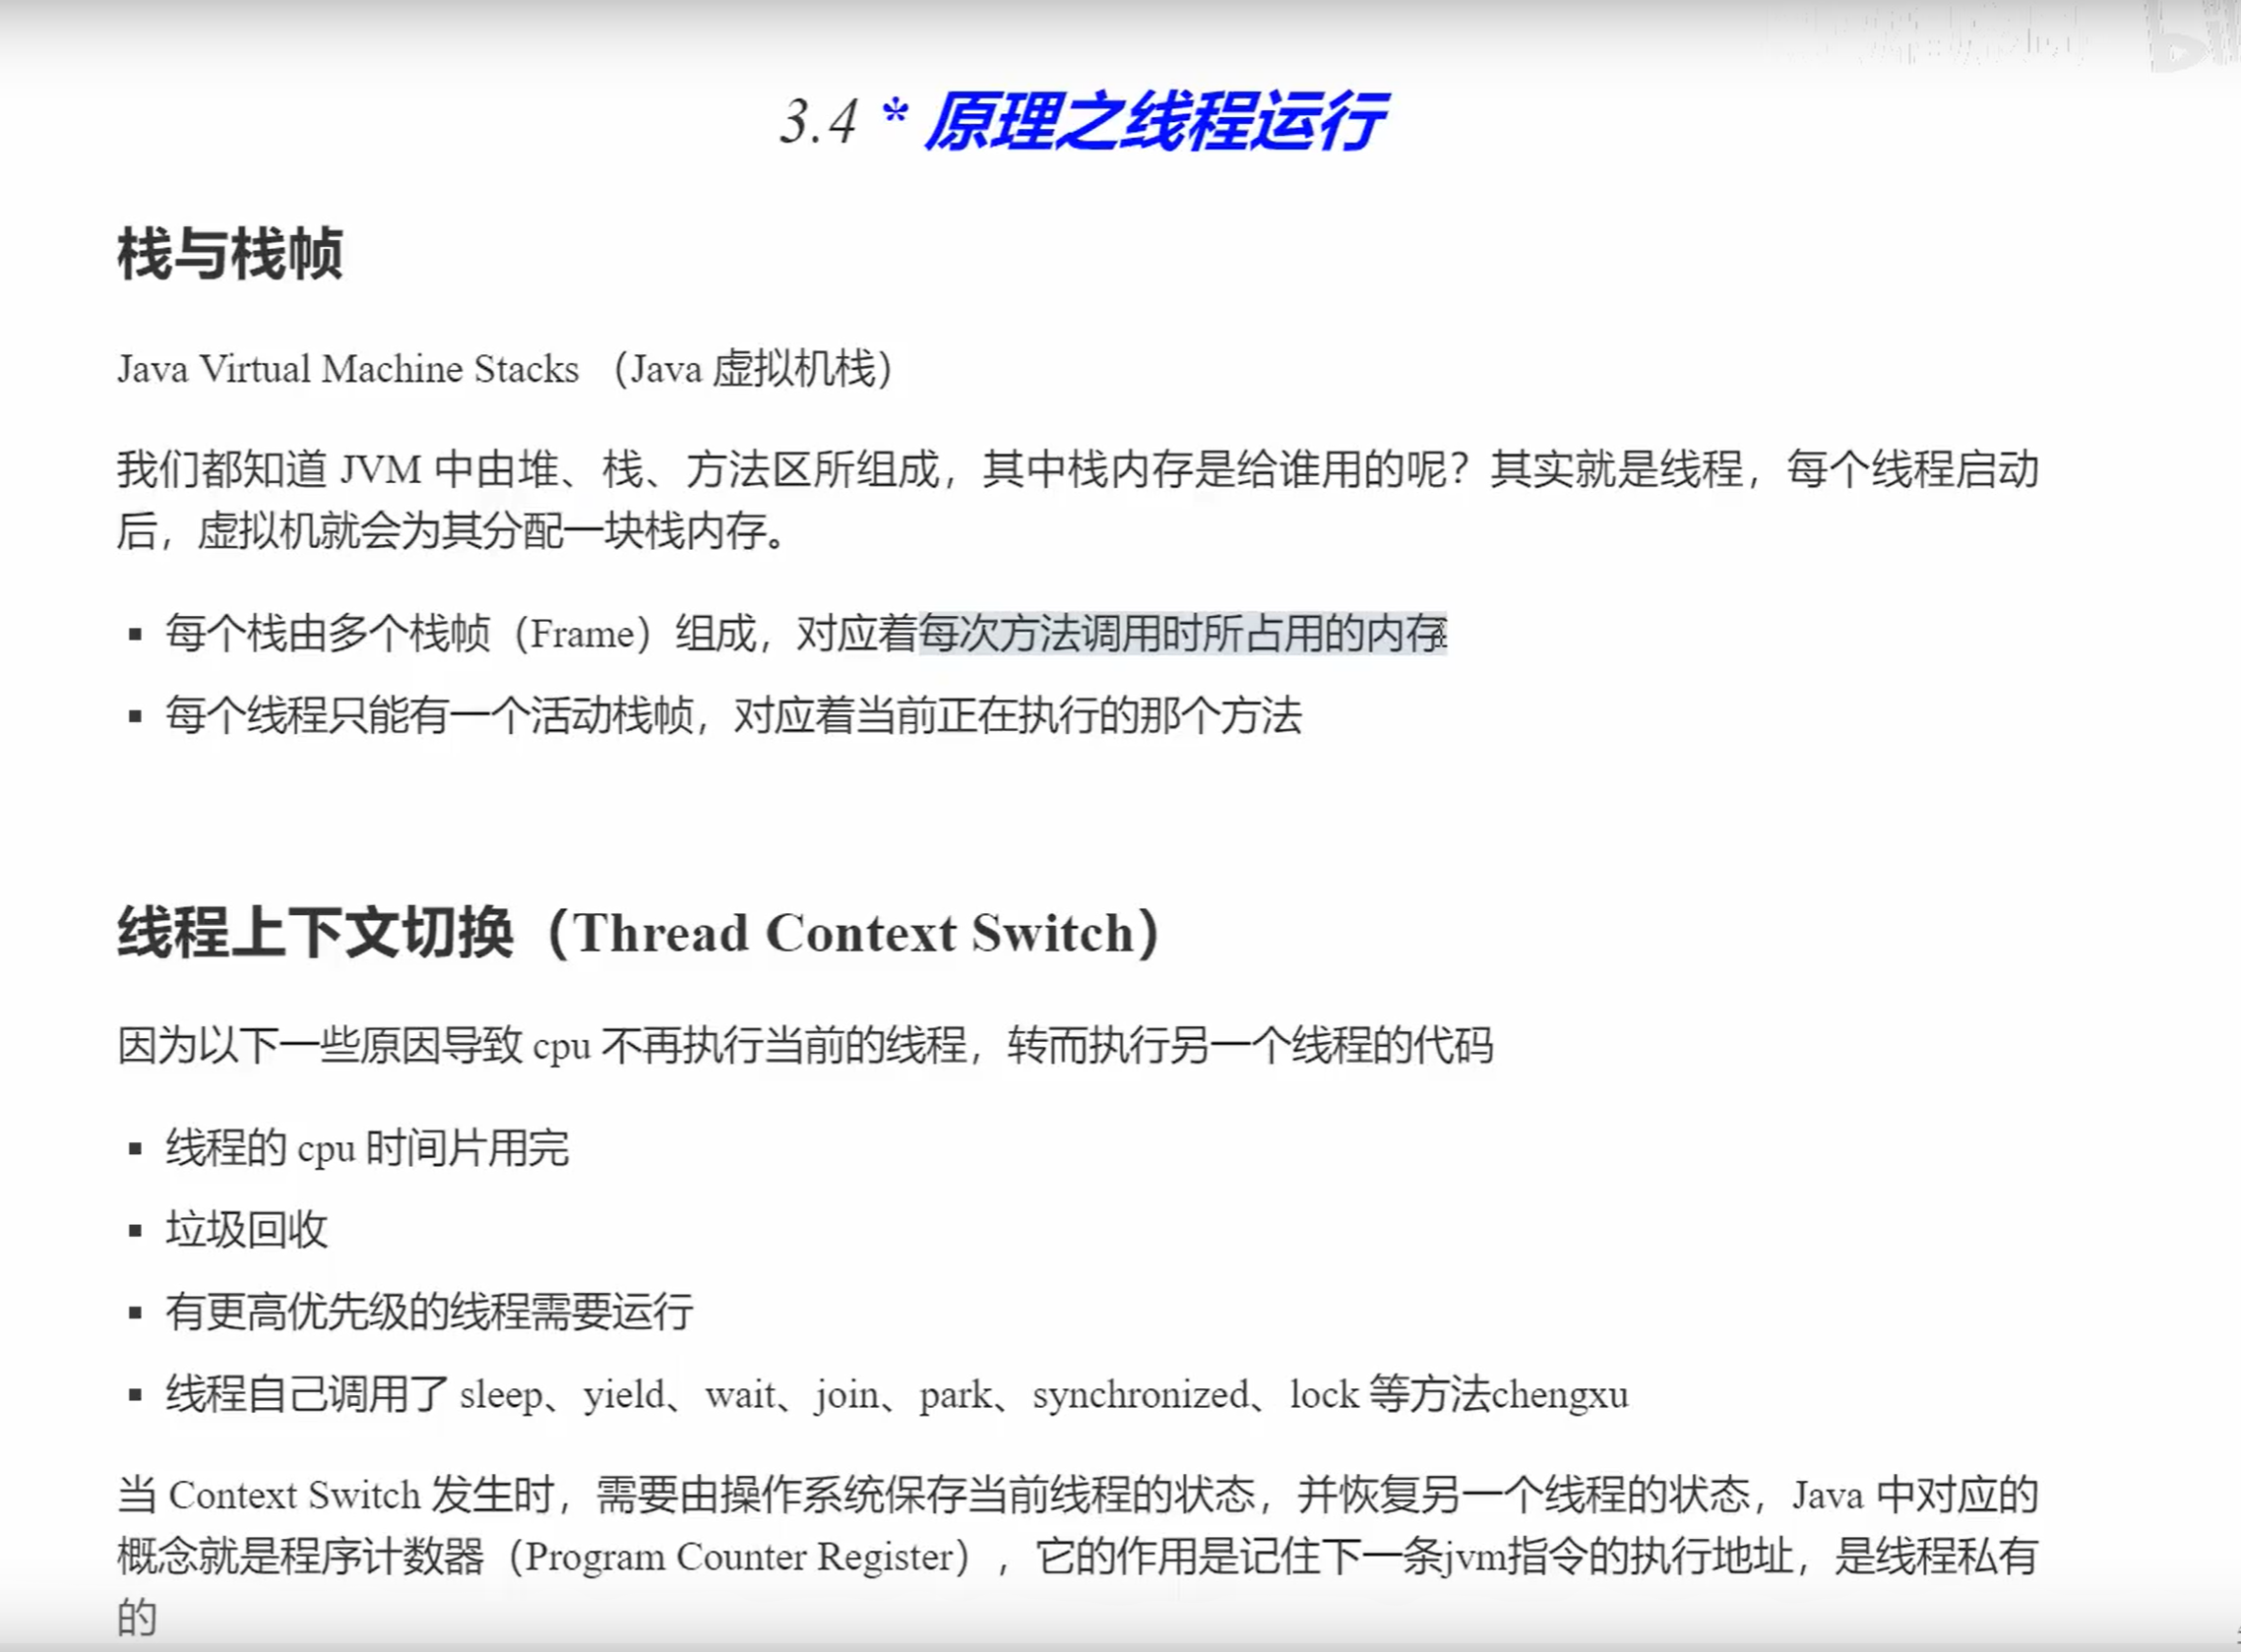 3.4 * 原理之线程运行
栈与栈帧
Java Virtual Machine Stacks （Java 虚拟机栈）
我们都知道 JVM 中由堆、栈、方法区所组成，其中栈内存是给谁用的呢？其实就是线程，每个线程启动
后，虚拟机就会为其分配一块栈内存。
▪ 每个栈由多个栈帧（Frame）组成，对应着每次方法调用时所占用的内存
▪ 每个线程只能有一个活动栈帧，对应着当前正在执行的那个方法
线程上下文切换（Thread Context Switch）
因为以下一些原因导致 cpu 不再执行当前的线程，转而执行另一个线程的代码
▪ 线程的 cpu 时间片用完
▪ 垃圾回收
▪ 有更高优先级的线程需要运行
▪ 线程自己调用了 sleep、yield、wait、join、park、synchronized、lock 等方法chengxu
当 Context Switch 发生时，需要由操作系统保存当前线程的状态，并恢复另一个线程的状态，Java 中对应的
概念就是程序计数器（Program Counter Register），它的作用是记住下一条jvm指令的执行地址，是线程私有
的